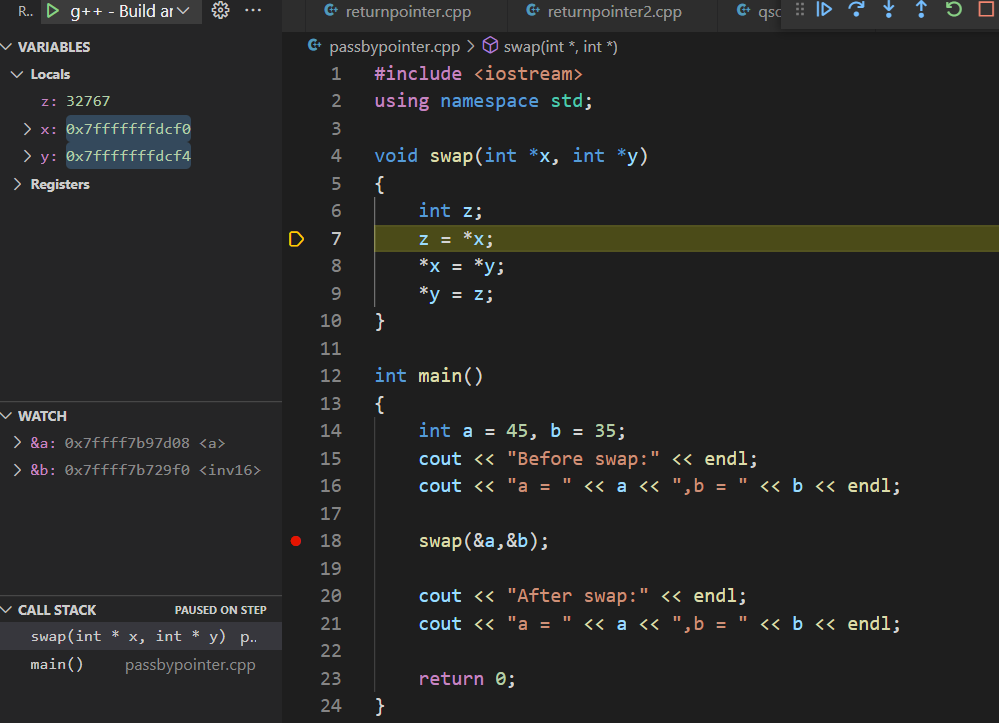 R.. g++ - Build ar
returnpointer.cpp returnpointer2.cpp qsc
VARIABLES
Locals
z: 32767
x: 0x7fffffffdcf0
y: 0x7fffffffdcf4
Registers
WATCH
&a: 0x7ffff7b97d08 <a>
&b: 0x7ffff7b729f0 <inv16>
CALL STACK PAUSED ON STEP
swap(int * x, int * y) p..
main() passbypointer.cpp
passbypointer.cpp > swap(int *, int *)
1 #include <iostream>
2 using namespace std;
3
4 void swap(int *x, int *y)
5 {
6     int z;
7     z = *x;
8     *x = *y;
9     *y = z;
10 }
11
12 int main()
13 {
14     int a = 45, b = 35;
15     cout << "Before swap:" << endl;
16     cout << "a = " << a << ",b = " << b << endl;
17
18     swap(&a,&b);
19
20     cout << "After swap:" << endl;
21     cout << "a = " << a << ",b = " << b << endl;
22
23     return 0;
24 }